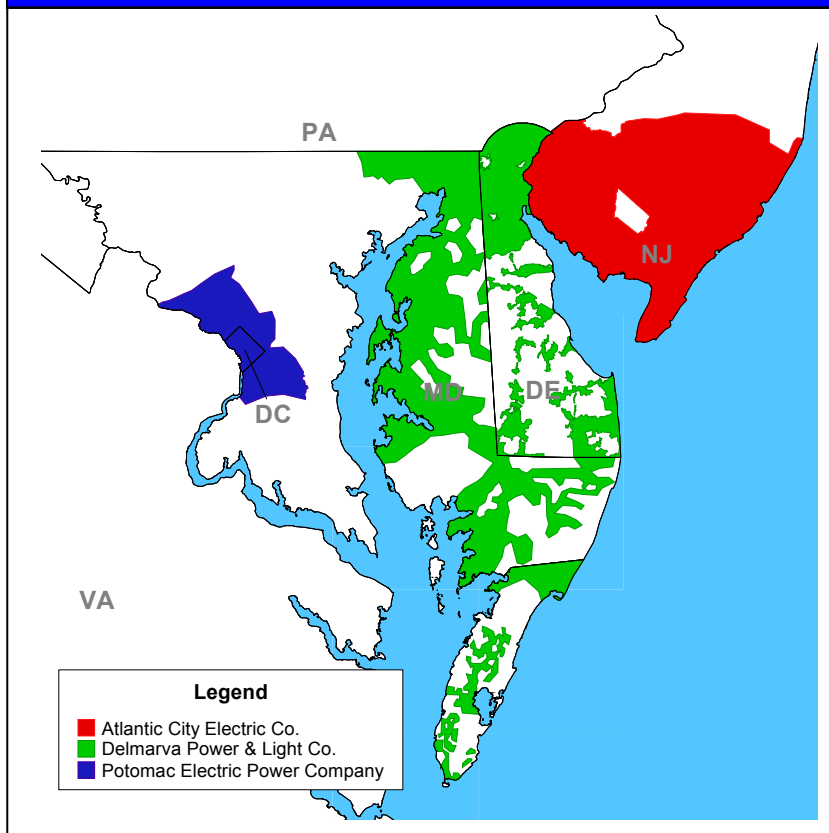 PA
NJ
MD
DE
DC
VA
Legend
Atlantic City Electric Co.
Delmarva Power & Light Co.
Potomac Electric Power Company